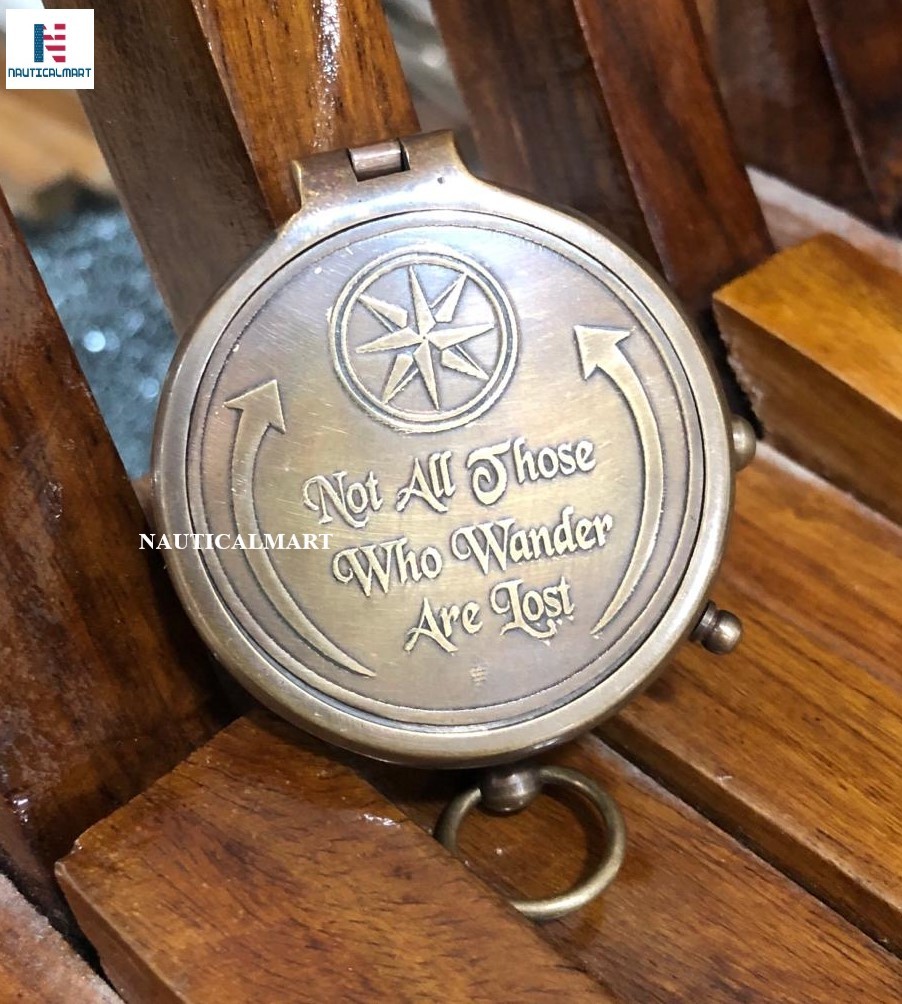 NAUTICALMART
Not All Those
Who Wander
Are Lost
NAUTICALMART